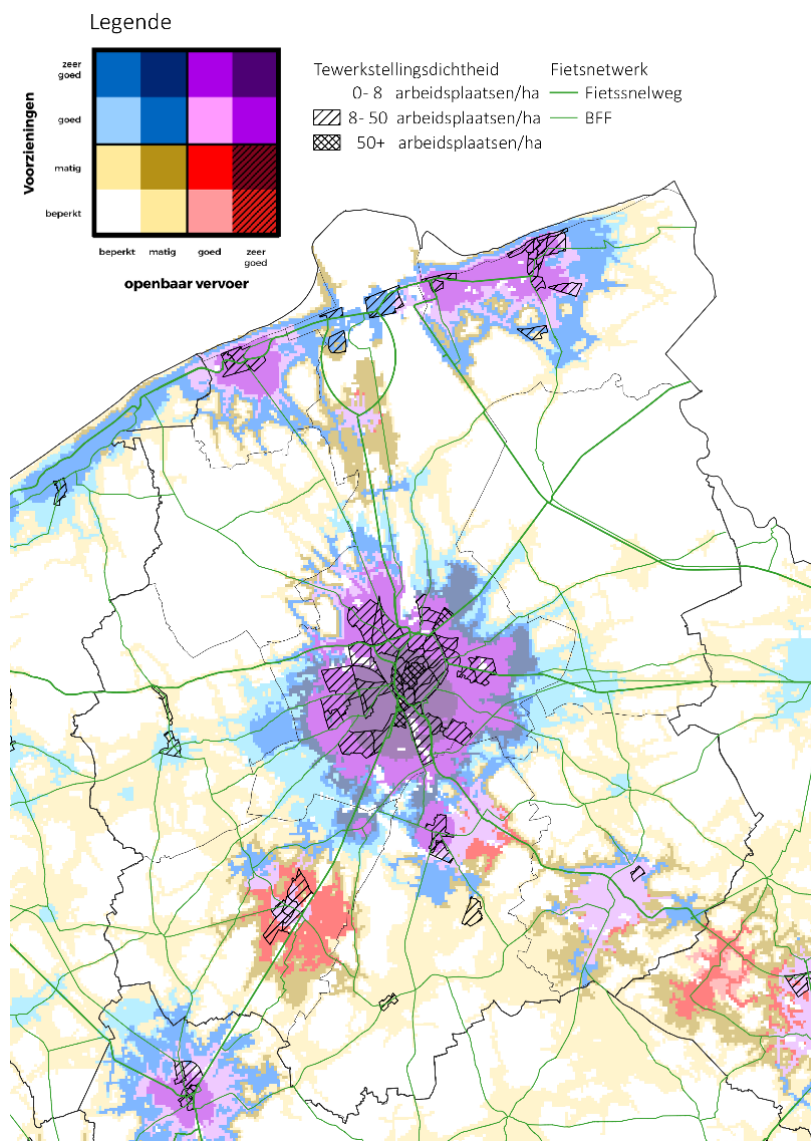 Legende
zeer
goed
goed
matig
beperkt
Voorzieningen
beperkt matig goed zeer
goed
openbaar vervoer
Tewerkstellingsdichtheid
0- 8 arbeidsplaatsen/ha
8- 50 arbeidsplaatsen/ha
50+ arbeidsplaatsen/ha
Fietsnetwerk
Fietssnelweg
BFF